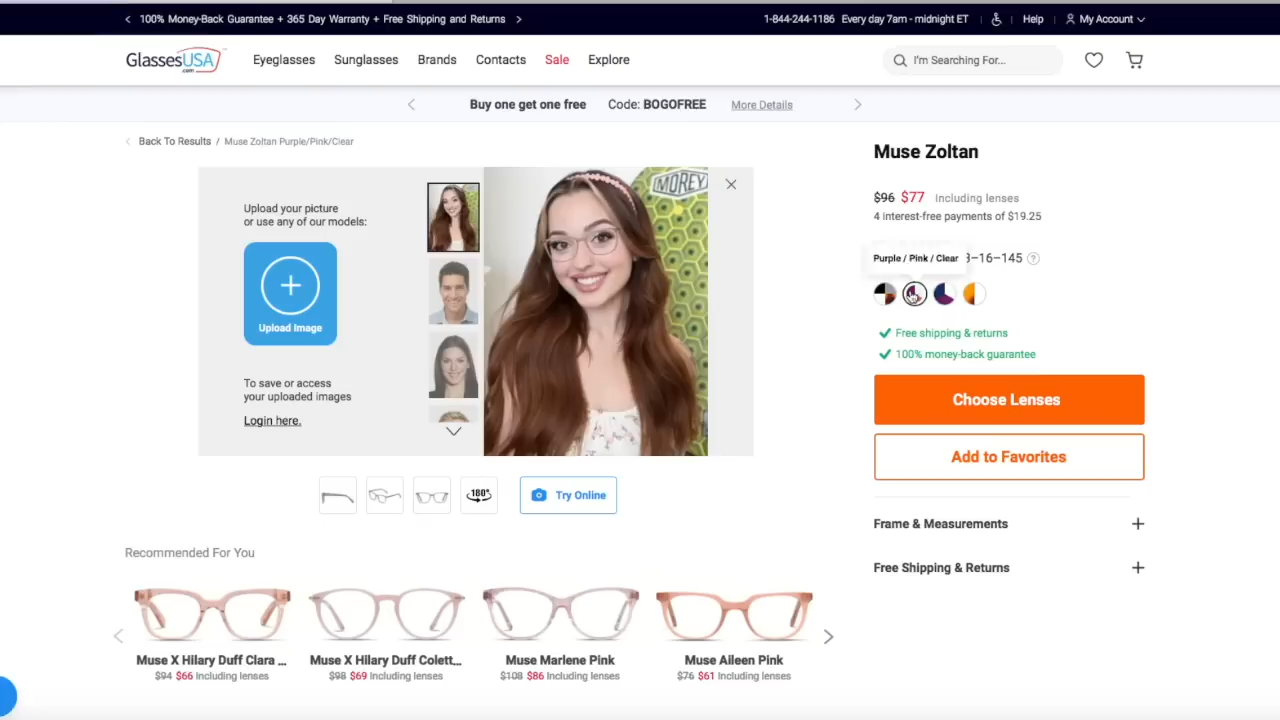 100% Money-Back Guarantee + 365 Day Warranty + Free Shipping and Returns
1-844-244-1186 Every day 7am - midnight ET
Help
My Account
GlassesUSA
.com
Eyeglasses
Sunglasses
Brands
Contacts
Sale
Explore
I'm Searching For...
Buy one get one free Code: BOGOFREE More Details
Back To Results / Muse Zoltan Purple/Pink/Clear
Upload your picture
or use any of our models:
Upload Image
To save or access
your uploaded images
Login here.
MOREY
180°
Try Online
Muse Zoltan
$96 $77 Including lenses
4 interest-free payments of $19.25
Purple / Pink / Clear
-16-145 ?
Free shipping & returns
100% money-back guarantee
Choose Lenses
Add to Favorites
Frame & Measurements +
Free Shipping & Returns +
Recommended For You
Muse X Hilary Duff Clara ...
$94 $66 Including lenses
Muse X Hilary Duff Colett...
$98 $69 Including lenses
Muse Marlene Pink
$108 $86 Including lenses
Muse Aileen Pink
$76 $61 Including lenses